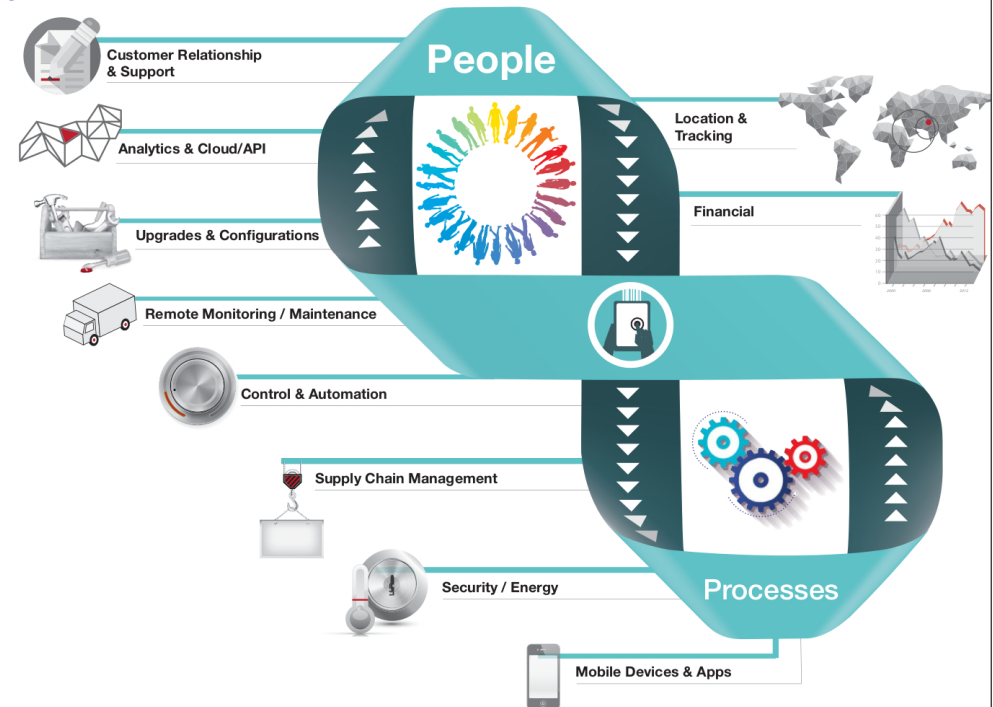 People
Customer Relationship
& Support
Location &
Tracking
Analytics & Cloud/API
Financial
Upgrades & Configurations
Remote Monitoring / Maintenance
Control & Automation
Supply Chain Management
Security / Energy
Processes
Mobile Devices & Apps